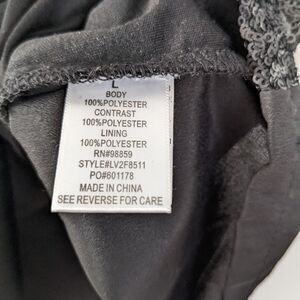 L
BODY
100%POLYESTER
CONTRAST
100%POLYESTER
LINING
100%POLYESTER
RN#98859
STYLE#LV2F8511
PO#601178
MADE IN CHINA
SEE REVERSE FOR CARE